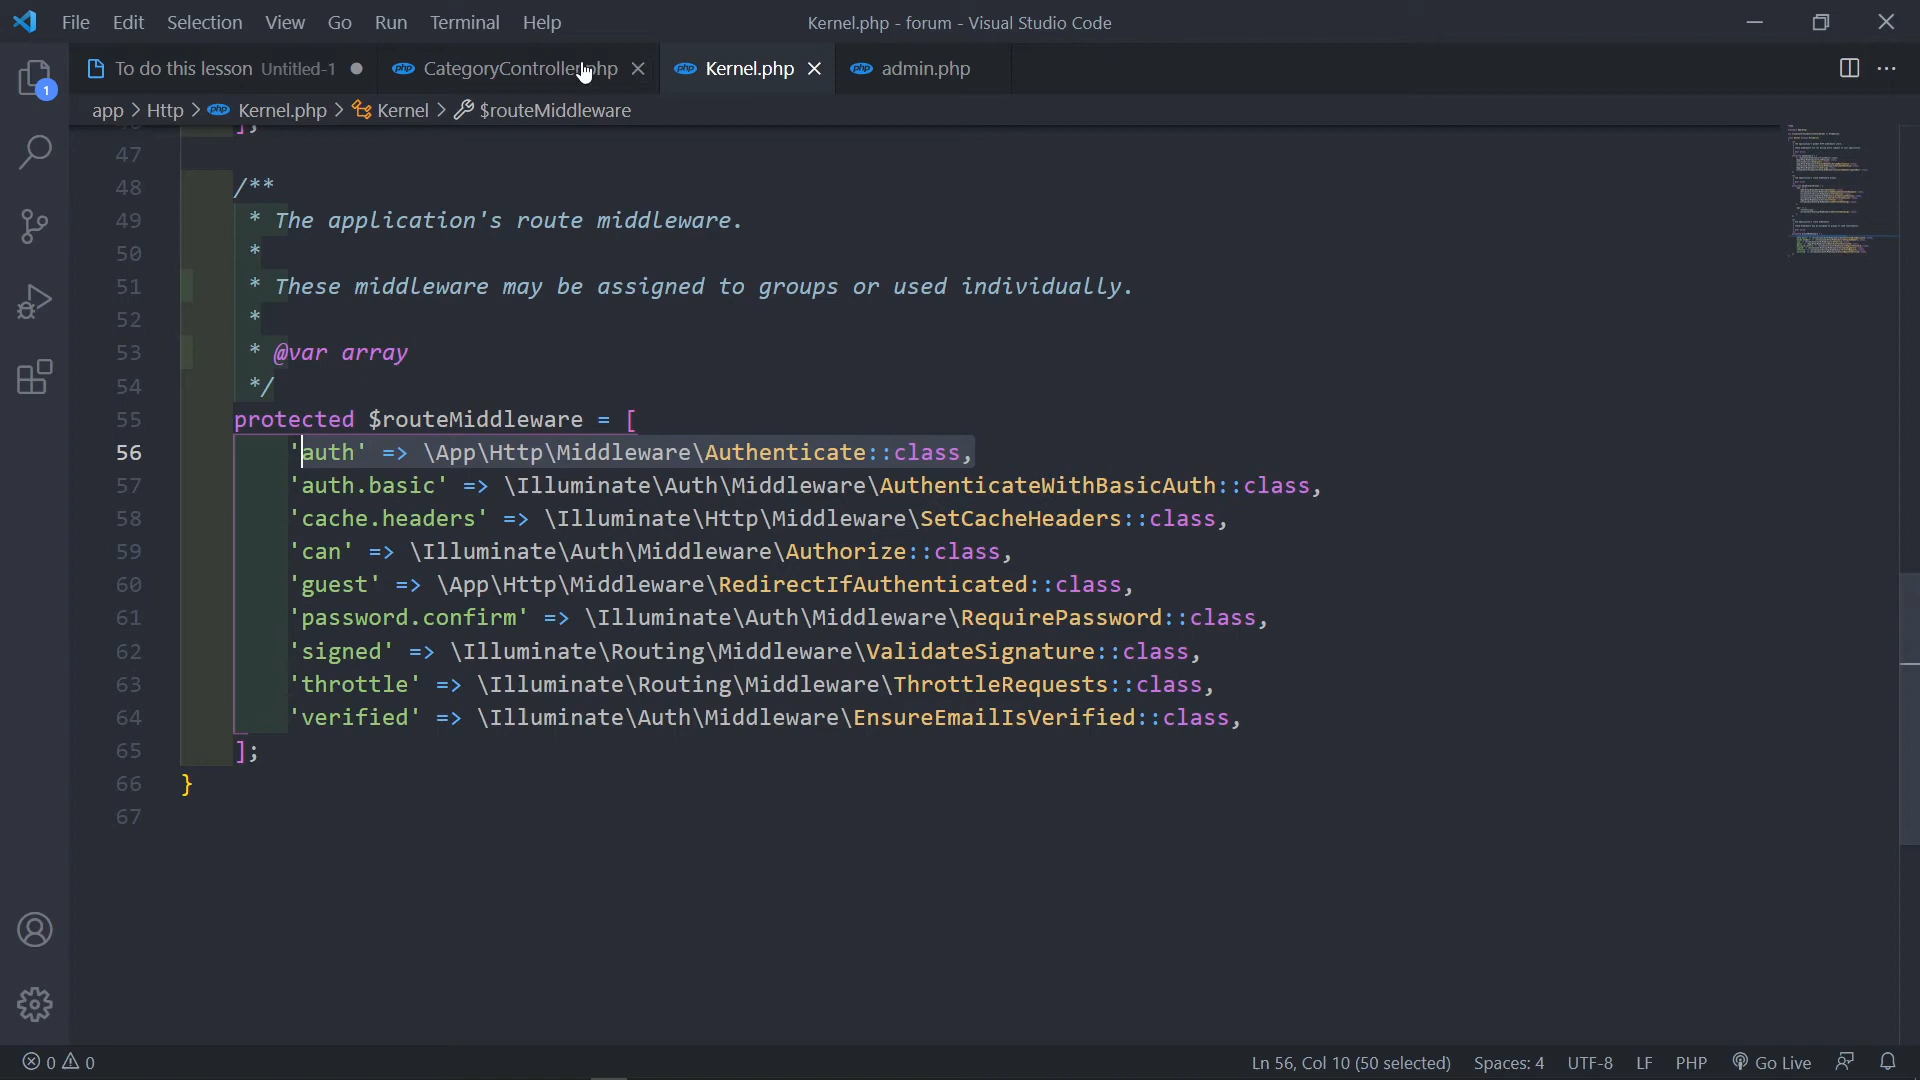 File Edit Selection View Go Run Terminal Help
Kernel.php - forum - Visual Studio Code
To do this lesson Untitled-1
php CategoryController.php
php Kernel.php
php admin.php
1
app > Http > php Kernel.php > Kernel > $routeMiddleware
];
47
48 /**
49 * The application's route middleware.
50 *
51 * These middleware may be assigned to groups or used individually.
52 *
53 * @var array
54 */
55 protected $routeMiddleware = [
56 'auth' => \App\Http\Middleware\Authenticate::class,
57 'auth.basic' => \Illuminate\Auth\Middleware\AuthenticateWithBasicAuth::class,
58 'cache.headers' => \Illuminate\Http\Middleware\SetCacheHeaders::class,
59 'can' => \Illuminate\Auth\Middleware\Authorize::class,
60 'guest' => \App\Http\Middleware\RedirectIfAuthenticated::class,
61 'password.confirm' => \Illuminate\Auth\Middleware\RequirePassword::class,
62 'signed' => \Illuminate\Routing\Middleware\ValidateSignature::class,
63 'throttle' => \Illuminate\Routing\Middleware\ThrottleRequests::class,
64 'verified' => \Illuminate\Auth\Middleware\EnsureEmailIsVerified::class,
65 ];
66 }
67
0 0
Ln 56, Col 10 (50 selected) Spaces: 4 UTF-8 LF PHP Go Live